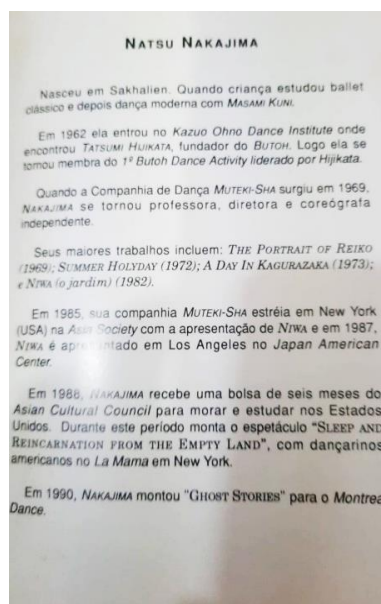 NATSU NAKAJIMA
Nasceu em Sakhalien. Quando criança estudou ballet
clássico e depois dança moderna com MASAMI KUNI.
Em 1962 ela entrou no Kazuo Ohno Dance Institute onde
encontrou TATSUMI HIJIKATA, fundador do BUTOH. Logo ela se
tornou membra do 1º Butoh Dance Activity liderado por Hijikata.
Quando a Companhia de Dança MUTEKI-SHA surgiu em 1969,
NAKAJIMA se tornou professora, diretora e coreógrafa
independente.
Seus maiores trabalhos incluem: THE PORTRAIT OF REIKO
(1969); SUMMER HOLYDAY (1972); A DAY IN KAGURAZAKA (1973);
e NIWA (o jardim) (1982).
Em 1985, sua companhia MUTEKI-SHA estréia em New York
(USA) na Asia Society com a apresentação de NIWA e em 1987,
NIWA é apresentado em Los Angeles no Japan American
Center.
Em 1988, NAKAJIMA recebe uma bolsa de seis meses do
Asian Cultural Council para morar e estudar nos Estados
Unidos. Durante este período monta o espetáculo "SLEEP AND
REINCARNATION FROM THE EMPTY LAND", com dançarinos
americanos no La Mama em New York.
Em 1990, NAKAJIMA montou "GHOST STORIES" para o Montrea
Dance.